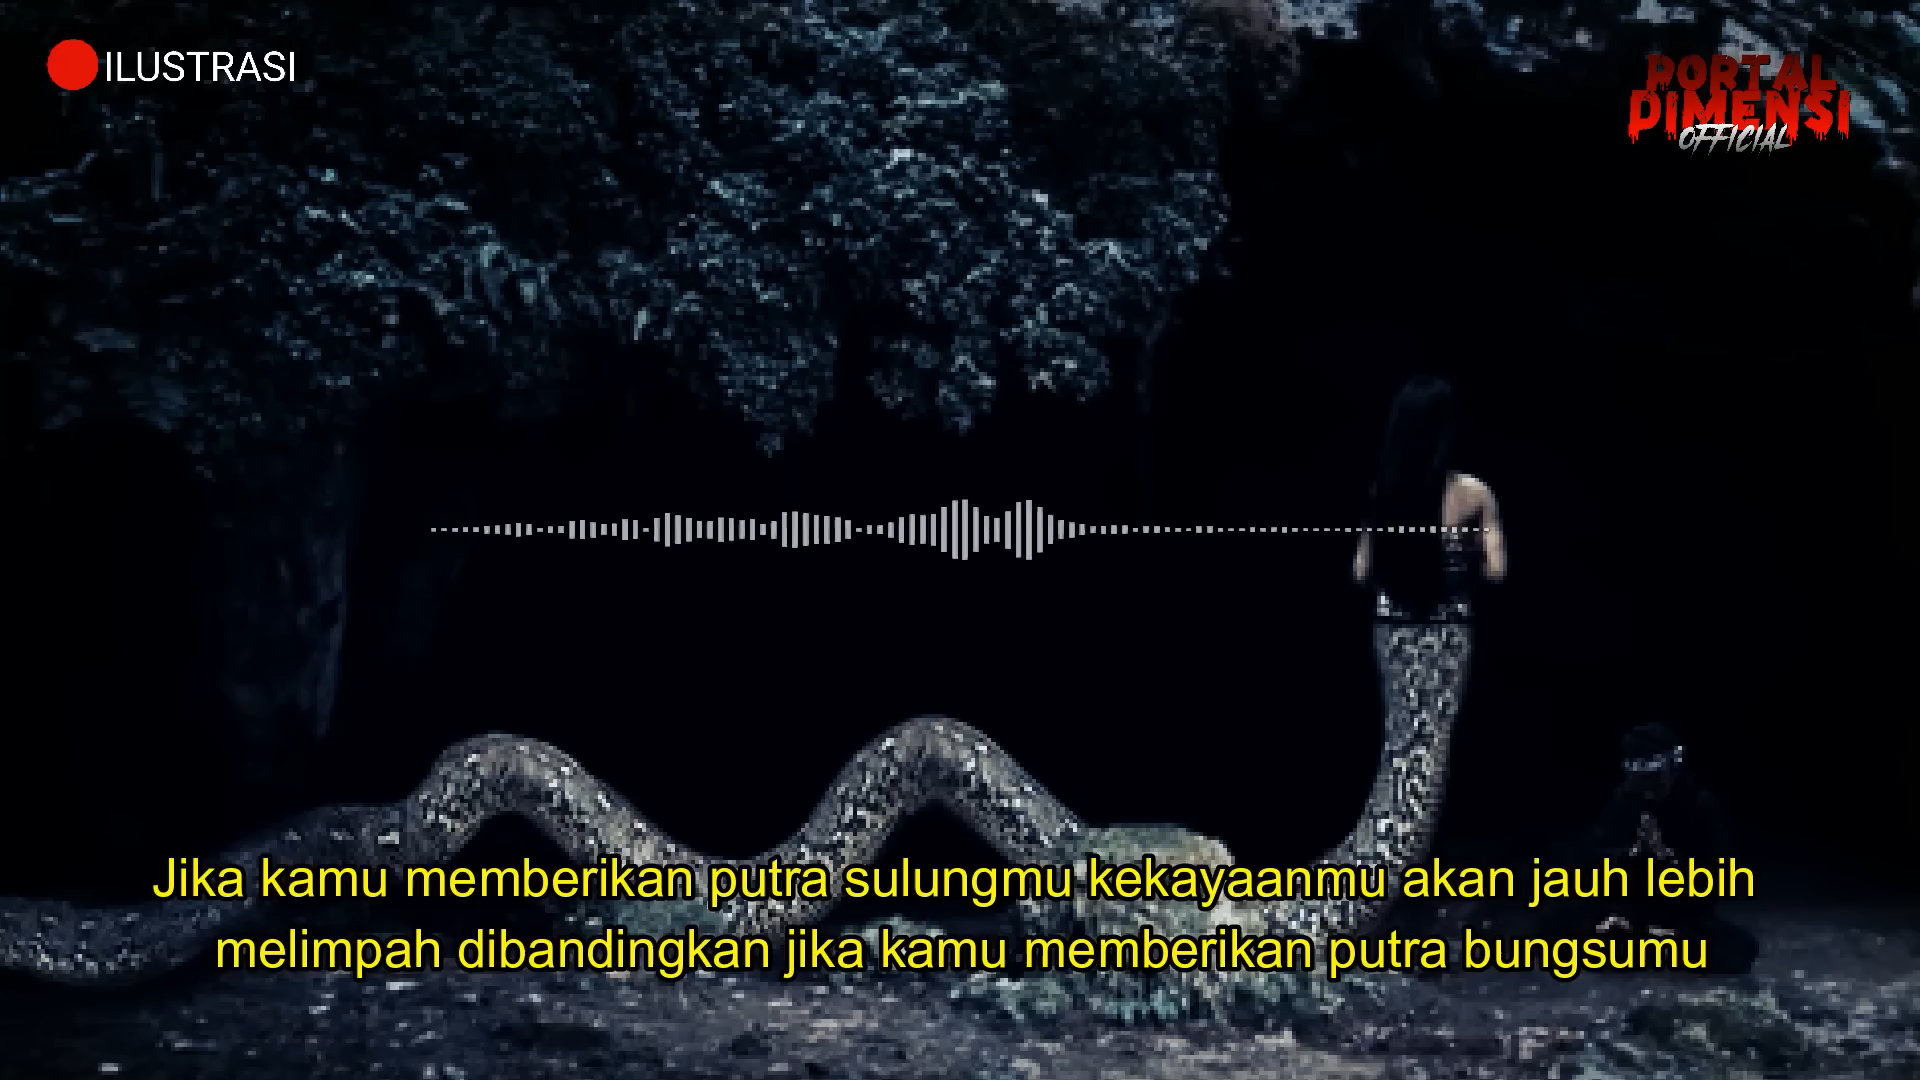 ILUSTRASI
PORTAL
DIMENSI
OFFICIAL
Jika kamu memberikan putra sulungmu kekayaanmu akan jauh lebih
melimpah dibandingkan jika kamu memberikan putra bungsumu